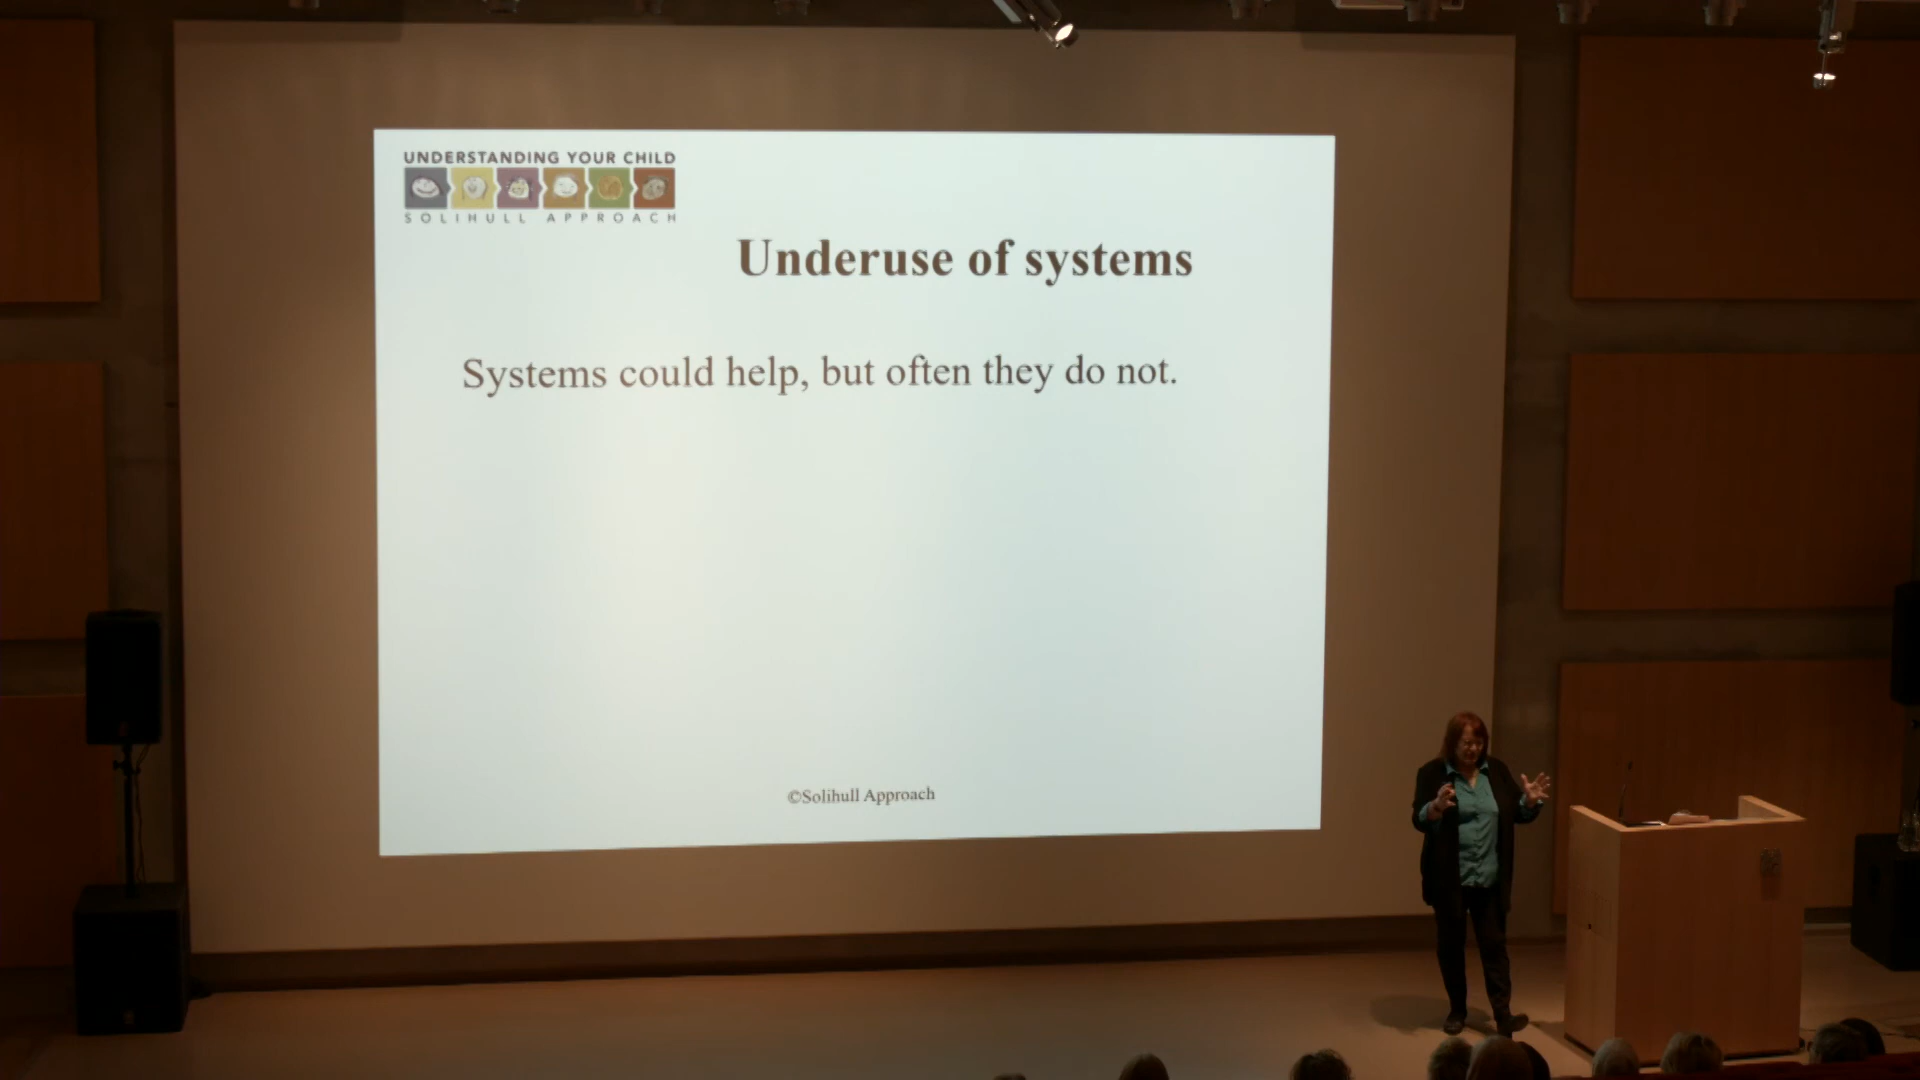 UNDERSTANDING YOUR CHILD
SOLIHULL APPROACH
Underuse of systems
Systems could help, but often they do not.
©Solihull Approach